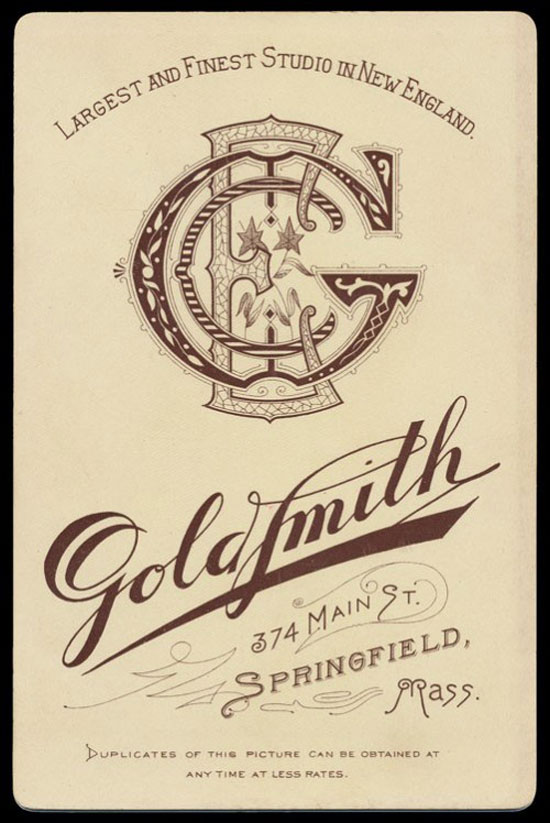 LARGEST AND FINEST STUDIO IN NEW ENGLAND.
GEC
Goldsmith
374 MAIN ST.
SPRINGFIELD,
MASS.
DUPLICATES OF THIS PICTURE CAN BE OBTAINED AT
ANY TIME AT LESS RATES.